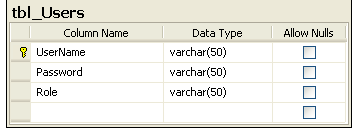 tbl_Users
Column Name Data Type Allow Nulls
UserName varchar(50)
Password varchar(50)
Role varchar(50)